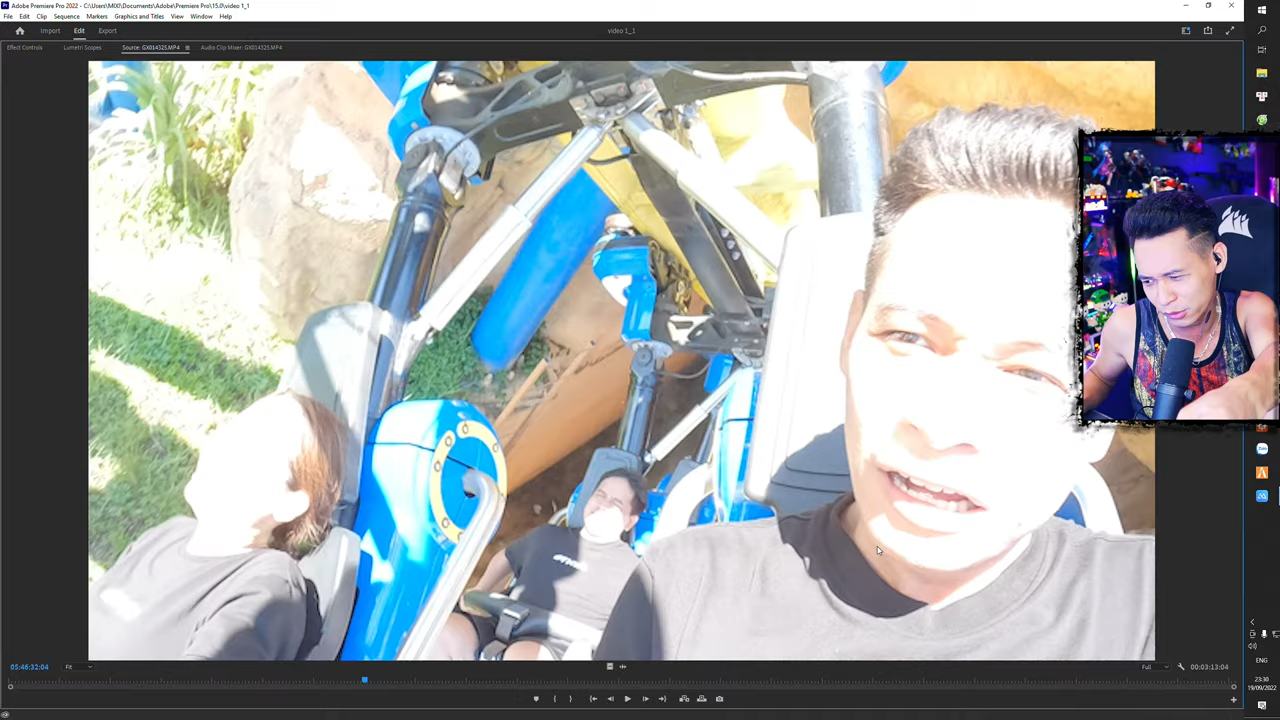 Adobe Premiere Pro 2022 - C:\Users\MIXI\Documents\Adobe\Premiere Pro\15.0\video 1_1
File Edit Clip Sequence Markers Graphics and Titles View Window Help
Import Edit Export video 1_1
Effect Controls Lumetri Scopes Source: GX014325.MP4 Audio Clip Mixer: GX014325.MP4
05:46:32:04 Fit Full 00:03:13:04
ENG
23:30
19/09/2022